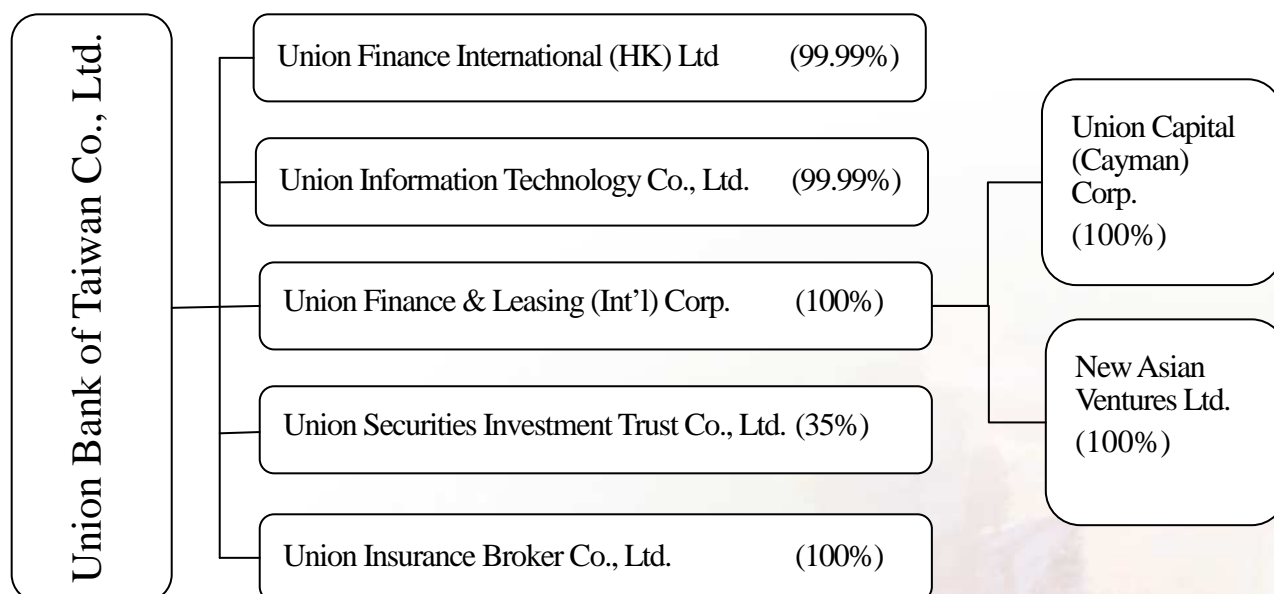 Union Bank of Taiwan Co., Ltd.
Union Finance International (HK) Ltd (99.99%)
Union Information Technology Co., Ltd. (99.99%)
Union Finance & Leasing (Int’l) Corp. (100%)
Union Securities Investment Trust Co., Ltd. (35%)
Union Insurance Broker Co., Ltd. (100%)
Union Capital
(Cayman)
Corp.
(100%)
New Asian
Ventures Ltd.
(100%)